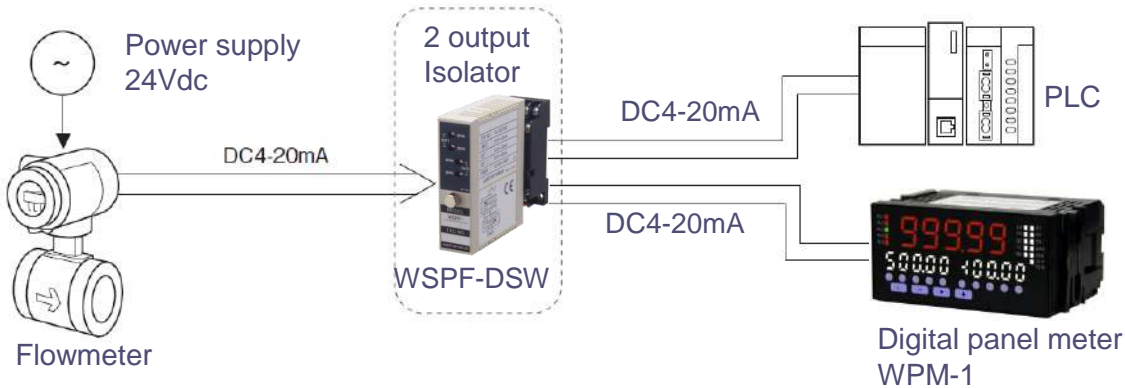 Power supply
24Vdc
2 output
Isolator
DC4-20mA
DC4-20mA
PLC
DC4-20mA
WSPF-DSW
Flowmeter
99999
500.00 100.00
Digital panel meter
WPM-1
CE